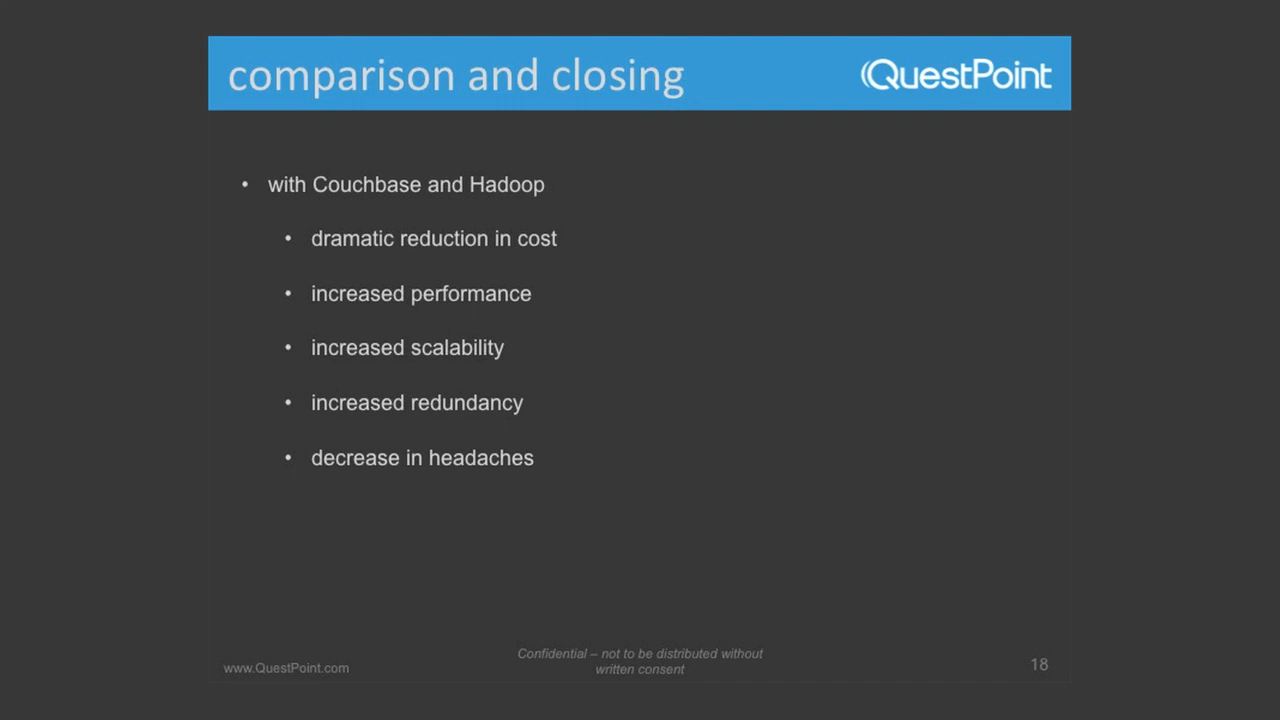 comparison and closing
QuestPoint
• with Couchbase and Hadoop
• dramatic reduction in cost
• increased performance
• increased scalability
• increased redundancy
• decrease in headaches
www.QuestPoint.com
Confidential – not to be distributed without
written consent
18